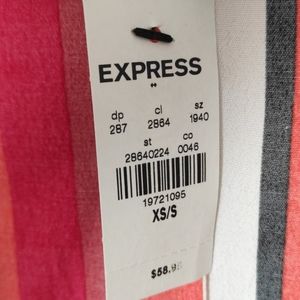 EXPRESS
dp cl sz
287 2864 1940
st co
28640224 0046
19721095
XS/S